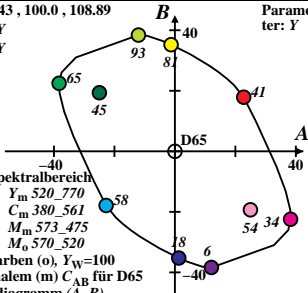 43 , 100.0 , 108.89
B
Y
Y
Parame
ter: Y
40
93
81
65
45
41
D65
A
−40
40
pektralbereich
Y m 520_770
C m 380_561
M m 573_475
M o 570_520
58
54
34
18
6
−40
arben (o), Y W=100
alem (m) C AB für D65
diagramm (A, B)